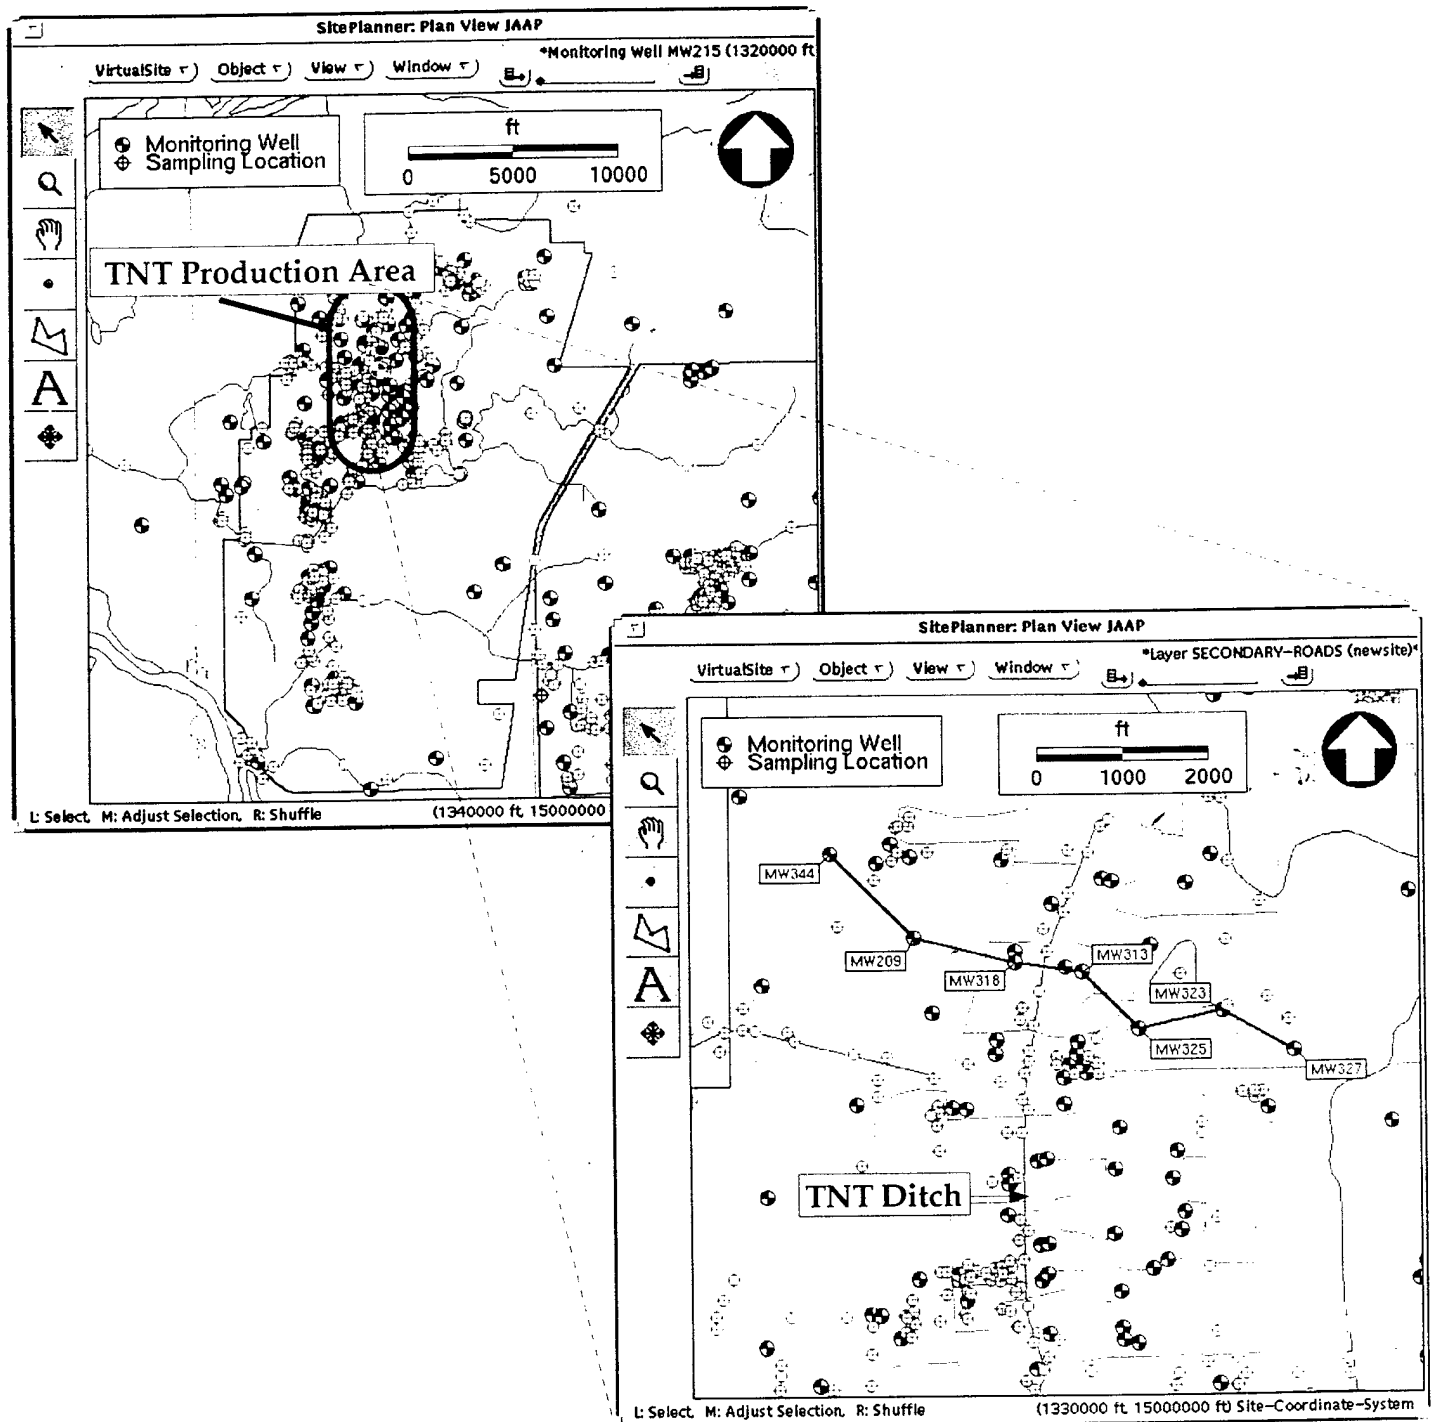 SitePlanner: Plan View JAAP
*Monitoring Well MW215 (1320000 ft
VirtualSite Object View Window
Monitoring Well
Sampling Location
ft
0 5000 10000
TNT Production Area
A
L: Select, M: Adjust Selection, R: Shuffle (1340000 ft, 15000000
SitePlanner: Plan View JAAP
*Layer SECONDARY-ROADS (newsite)*
VirtualSite Object View Window
Monitoring Well
Sampling Location
ft
0 1000 2000
MW344
MW209
MW318
MW313
MW323
MW325
MW327
A
TNT Ditch
L: Select, M: Adjust Selection, R: Shuffle (1330000 ft, 15000000 ft) Site-Coordinate-System